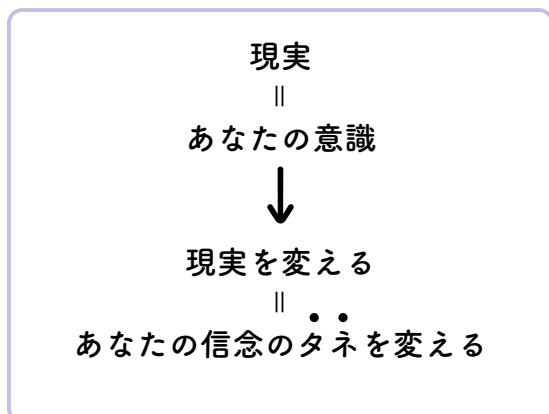 現実
＝
あなたの意識
↓
現実を変える
＝
あなたの信念のタネを変える